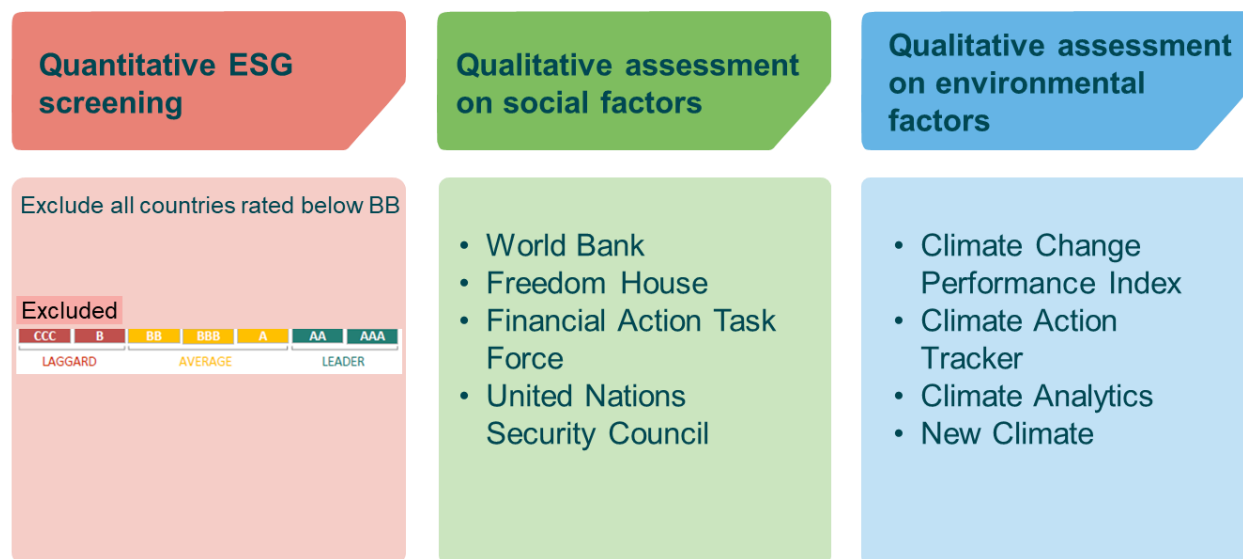 Quantitative ESG
screening
Exclude all countries rated below BB
Excluded
CCC B BB BBB A AA AAA
LAGGARD AVERAGE LEADER
Qualitative assessment
on social factors
• World Bank
• Freedom House
• Financial Action Task
Force
• United Nations
Security Council
Qualitative assessment
on environmental
factors
• Climate Change
Performance Index
• Climate Action
Tracker
• Climate Analytics
• New Climate